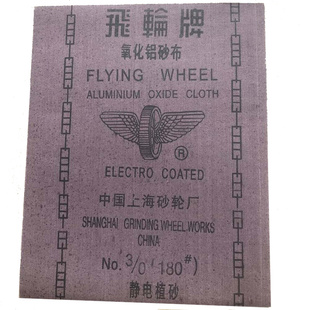 飛輪牌
氧化铝砂布
FLYING WHEEL
ALUMINIUM OXIDE CLOTH
®
ELECTRO COATED
中国上海砂轮厂
SHANGHAI GRINDING WHEEL WORKS
CHINA
No. 3/0 (180#)
静电植砂